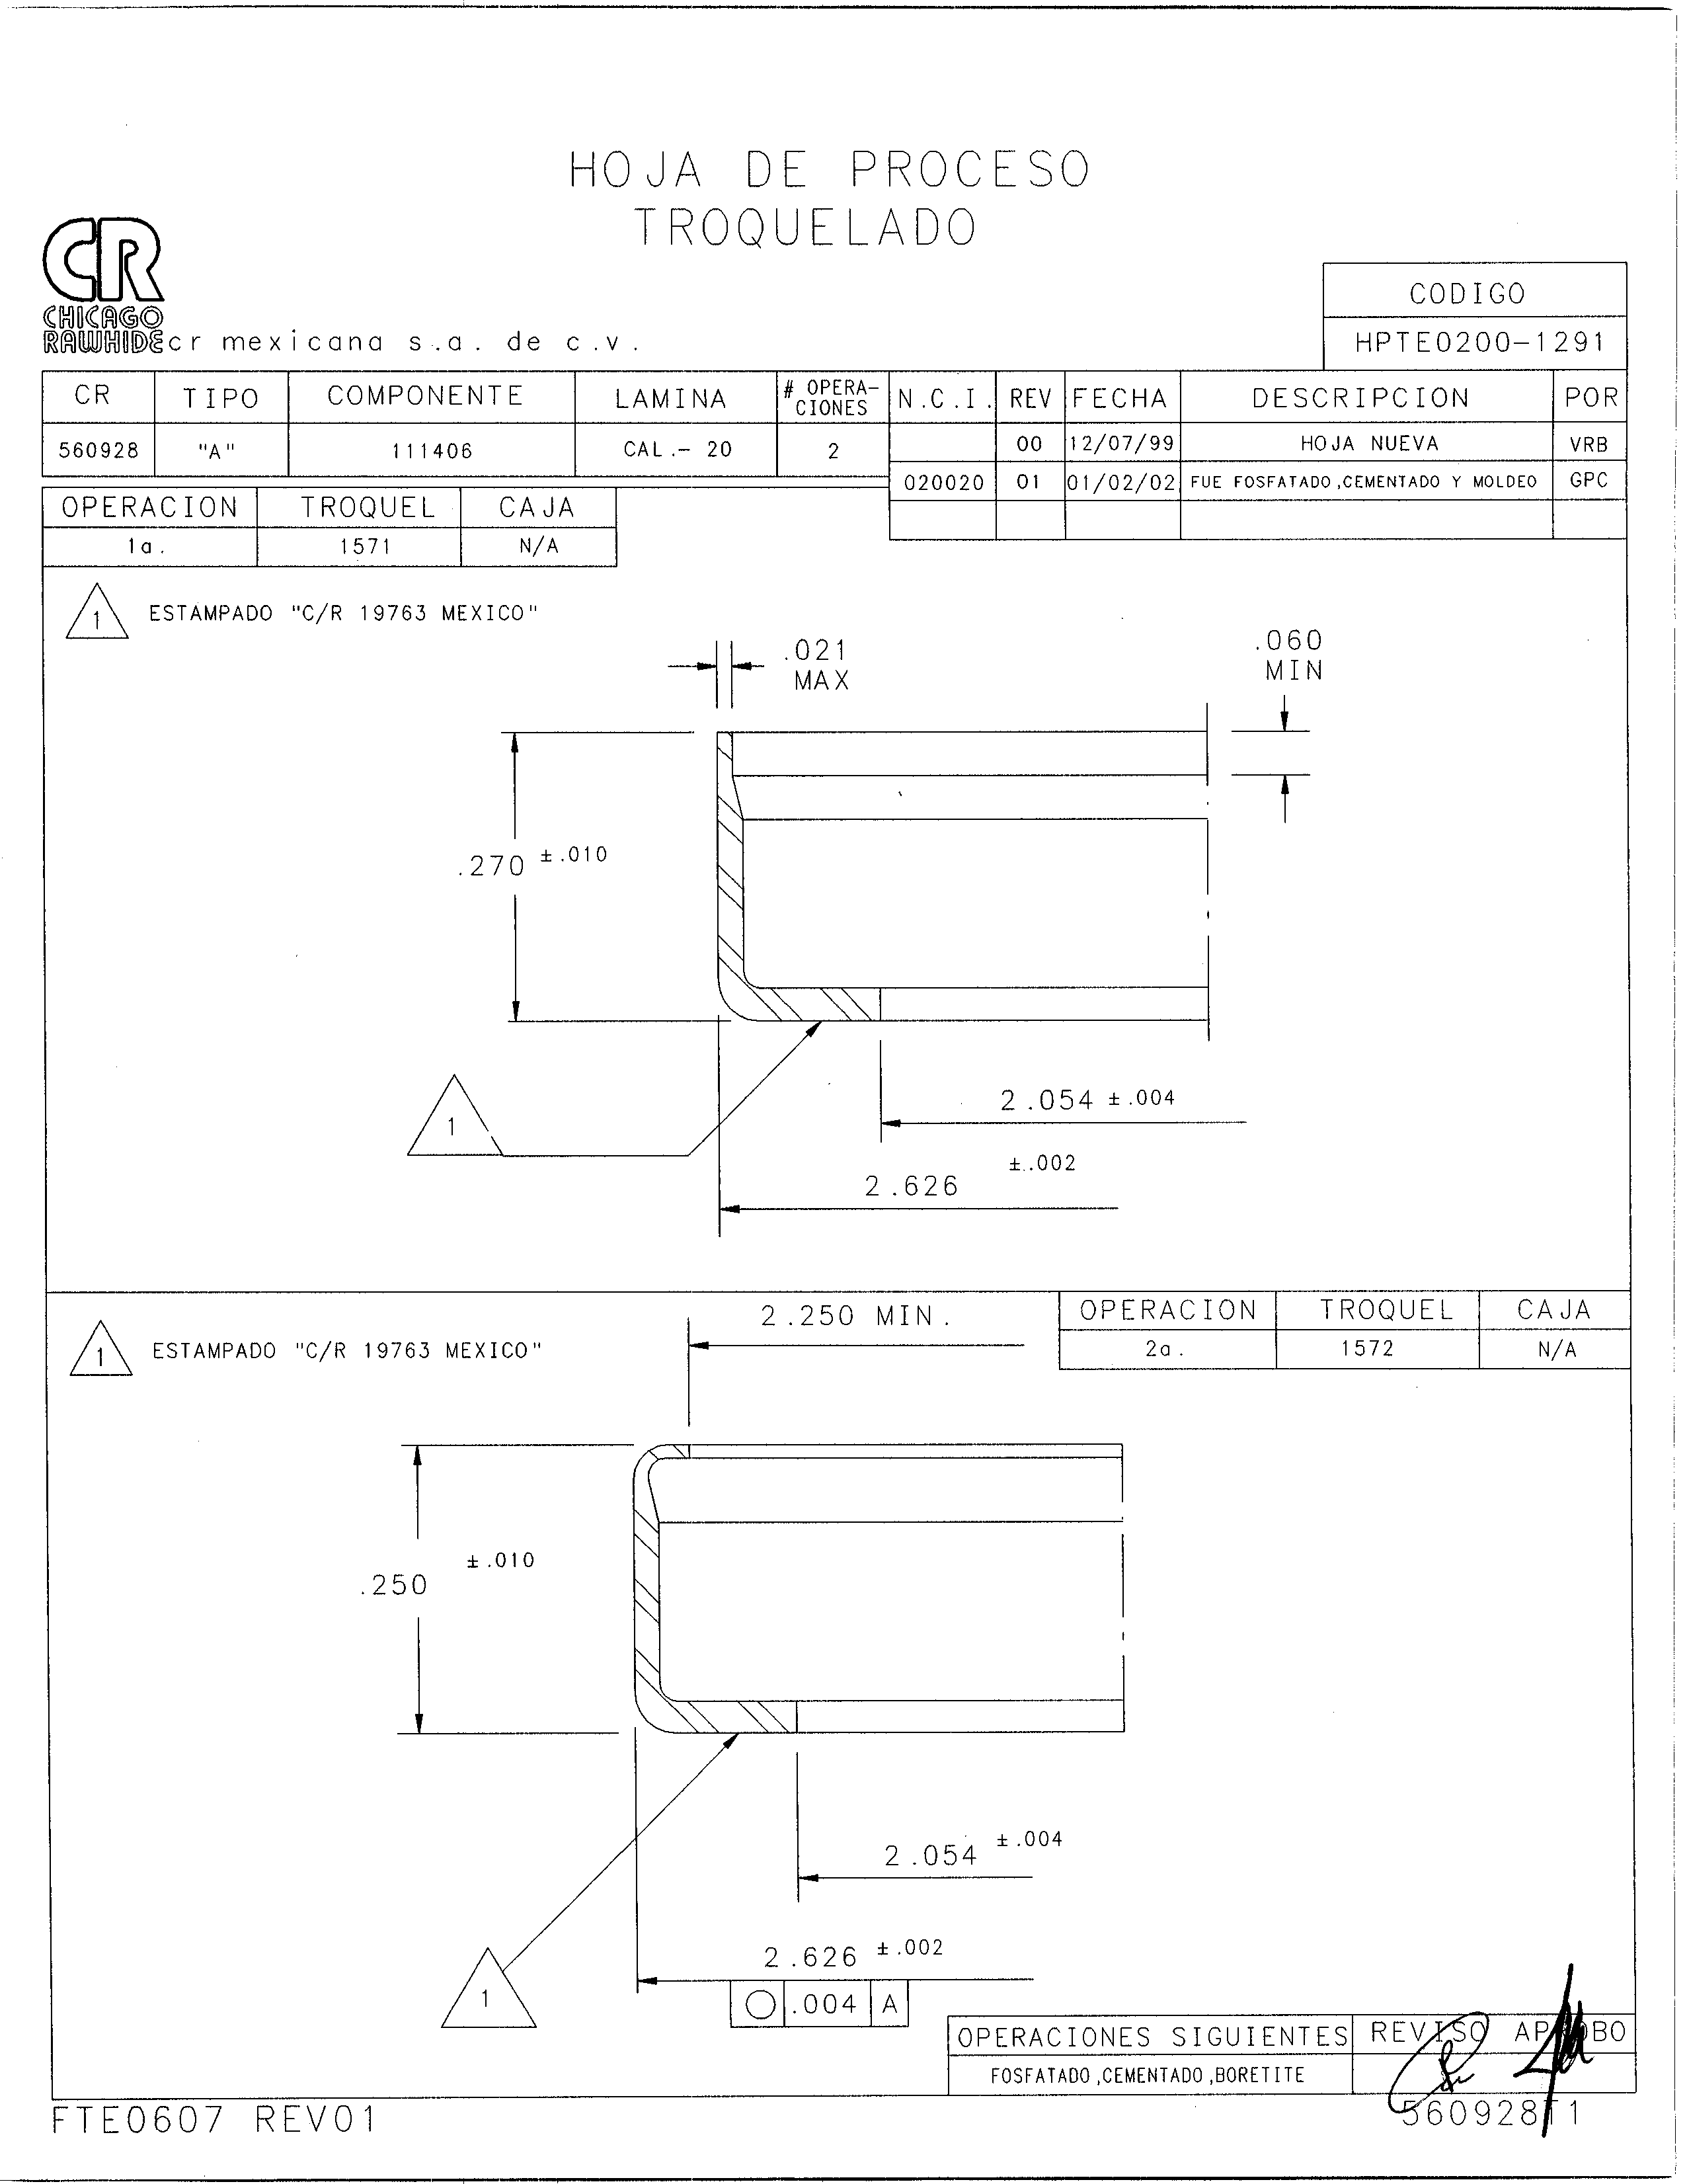 HOJA DE PROCESO
TROQUELADO
CR
CHICAGO
RAWHIDE cr mexicana s.a. de c.v.
CODIGO
HPTE0200-1291
CR TIPO COMPONENTE LAMINA # OPERA-CIONES N.C.I. REV FECHA DESCRIPCION POR
560928 "A" 111406 CAL.- 20 2 00 12/07/99 HOJA NUEVA VRB
020020 01 01/02/02 FUE FOSFATADO,CEMENTADO Y MOLDEO GPC
OPERACION TROQUEL CAJA
1a. 1571 N/A
1 ESTAMPADO "C/R 19763 MEXICO"
.021
MAX
.060
MIN
.270 ±.010
2.054 ±.004
1
±.002
2.626
2.250 MIN.
OPERACION TROQUEL CAJA
2a. 1572 N/A
1 ESTAMPADO "C/R 19763 MEXICO"
±.010
.250
2.054 ±.004
2.626 ±.002
1
.004 A
OPERACIONES SIGUIENTES REVISO APROBO
FOSFATADO,CEMENTADO,BORETITE
FTE0607 REV01
560928T1